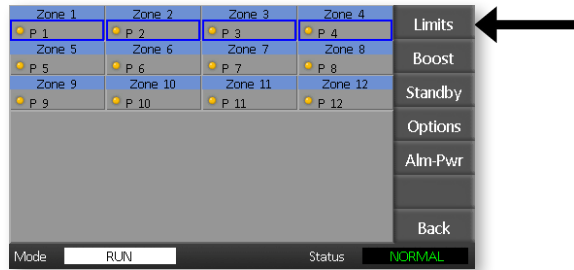 Zone 1 Zone 2 Zone 3 Zone 4
P 1 P 2 P 3 P 4
Zone 5 Zone 6 Zone 7 Zone 8
P 5 P 6 P 7 P 8
Zone 9 Zone 10 Zone 11 Zone 12
P 9 P 10 P 11 P 12
Limits
Boost
Standby
Options
Alm-Pwr
Back
Mode RUN Status NORMAL